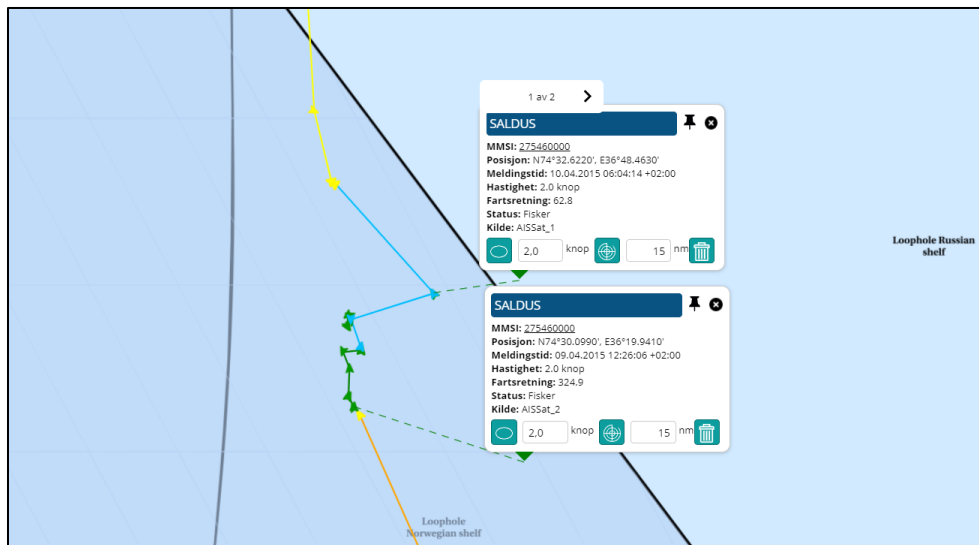 1 av 2
SALDUS
MMSI: 275460000
Posisjon: N74°32.6220', E36°48.4630'
Meldingstid: 10.04.2015 06:04:14 +02:00
Hastighet: 2.0 knop
Fartsretning: 62.8
Status: Fisker
Kilde: AISSat_1
2,0 knop 15 nm
Loophole Russian
shelf
SALDUS
MMSI: 275460000
Posisjon: N74°30.0990', E36°19.9410'
Meldingstid: 09.04.2015 12:26:06 +02:00
Hastighet: 2.0 knop
Fartsretning: 324.9
Status: Fisker
Kilde: AISSat_2
2,0 knop 15 nm
Loophole
Norwegian shelf